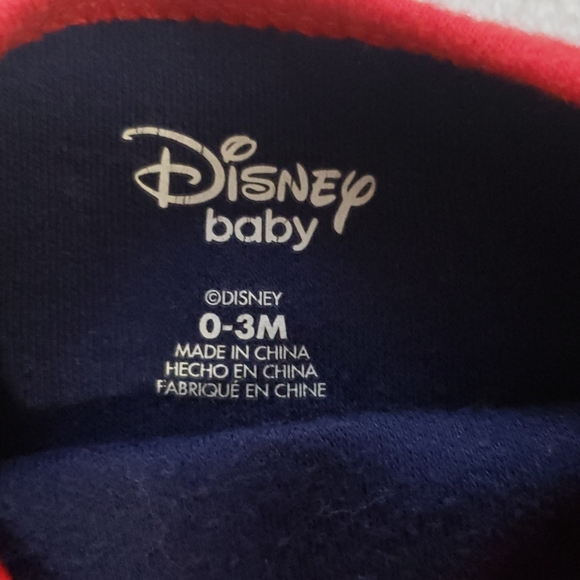 Disney
baby
©DISNEY
0-3M
MADE IN CHINA
HECHO EN CHINA
FABRIQUÉ EN CHINE